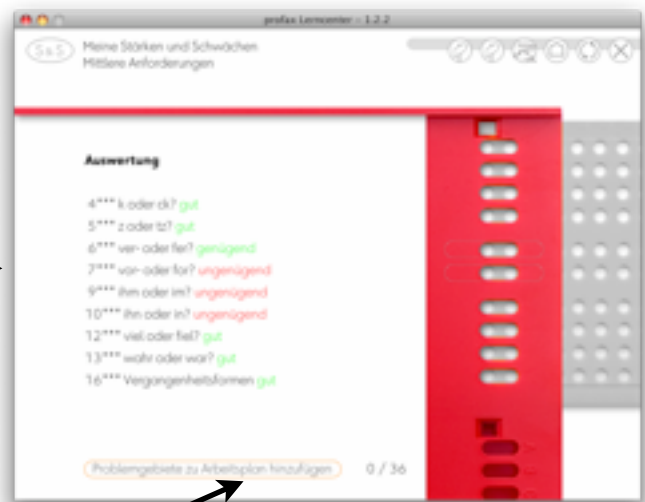 profax Lerncenter – 1.2.2
S&S
Meine Stärken und Schwächen
Mittlere Anforderungen
Auswertung
4*** k oder ck? gut
5*** z oder tz? gut
6*** ver- oder fer? genügend
7*** vor- oder for? ungenügend
9*** ihm oder im? ungenügend
10*** ihn oder in? ungenügend
12*** viel oder fiel? gut
13*** wahr oder war? gut
16*** Vergangenheitsformen gut
Problemgebiete zu Arbeitsplan hinzufügen 0 / 36